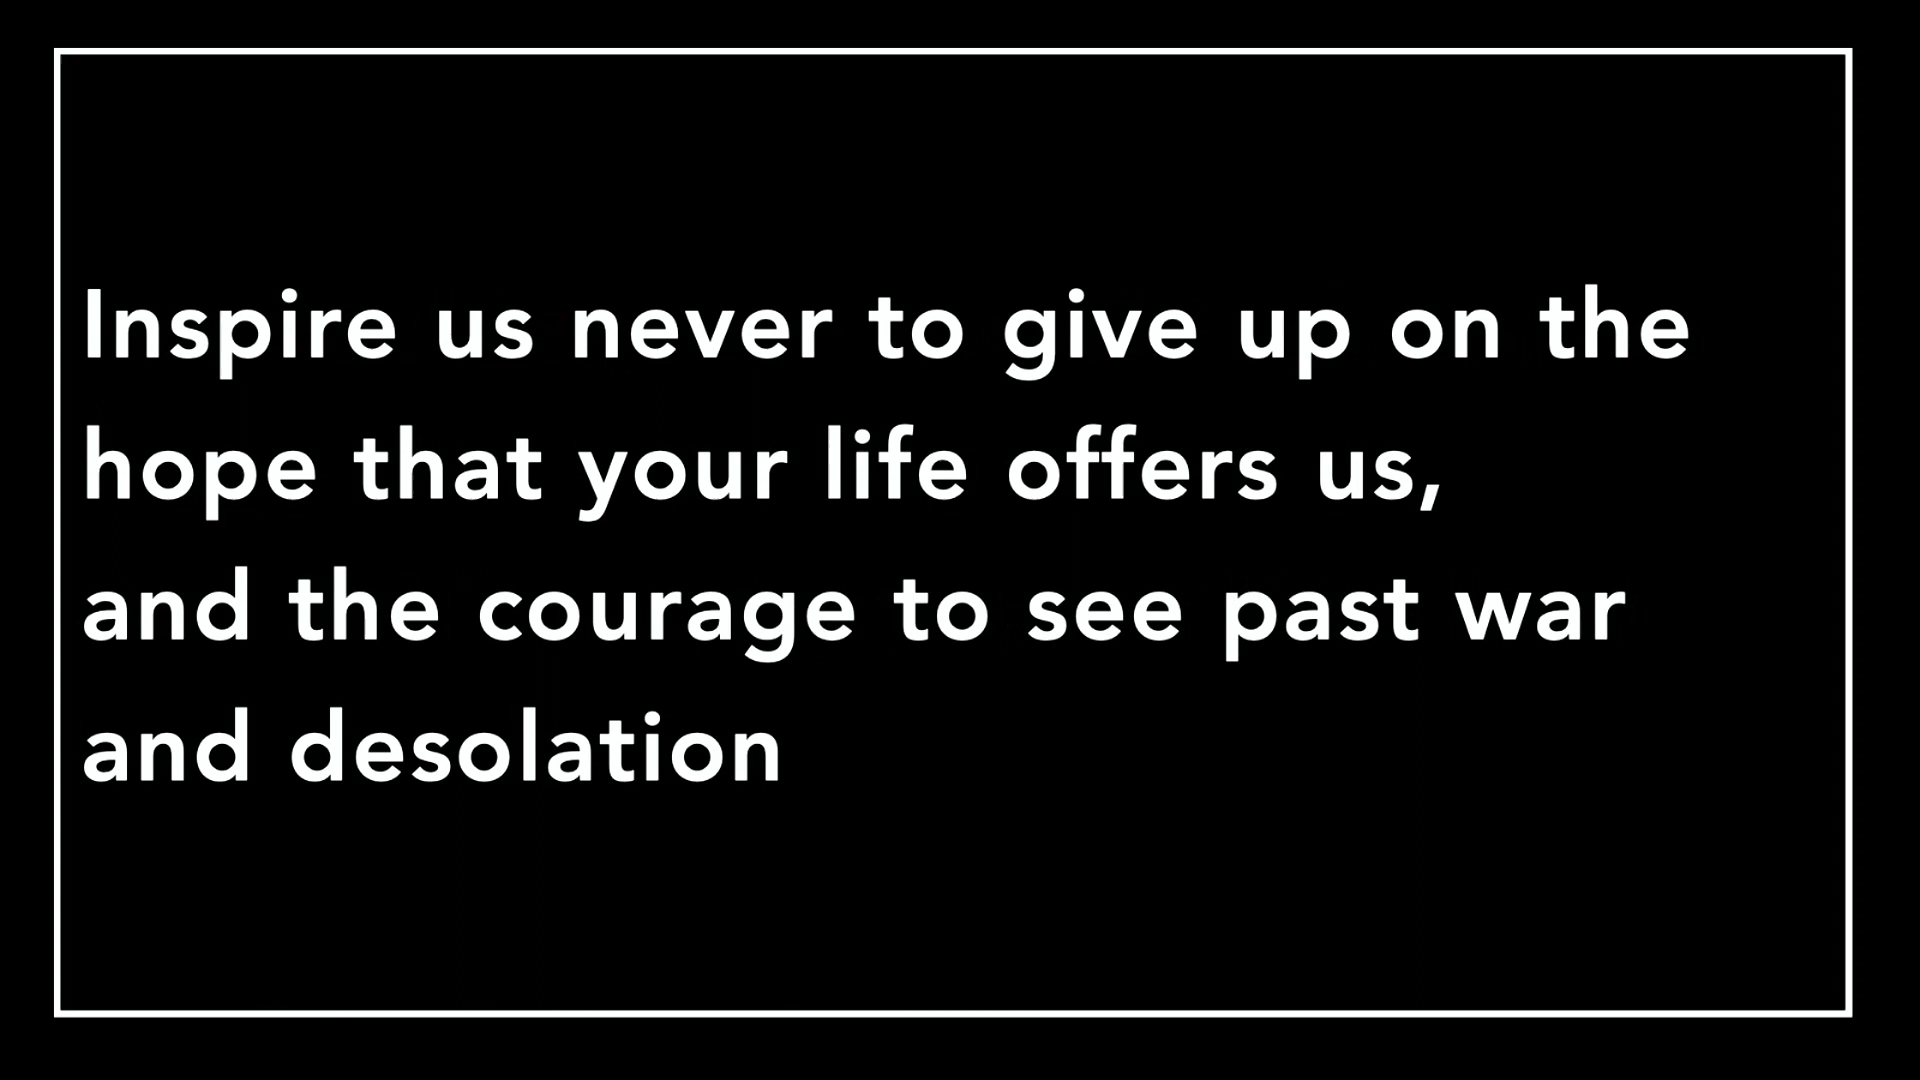 Inspire us never to give up on the
hope that your life offers us,
and the courage to see past war
and desolation